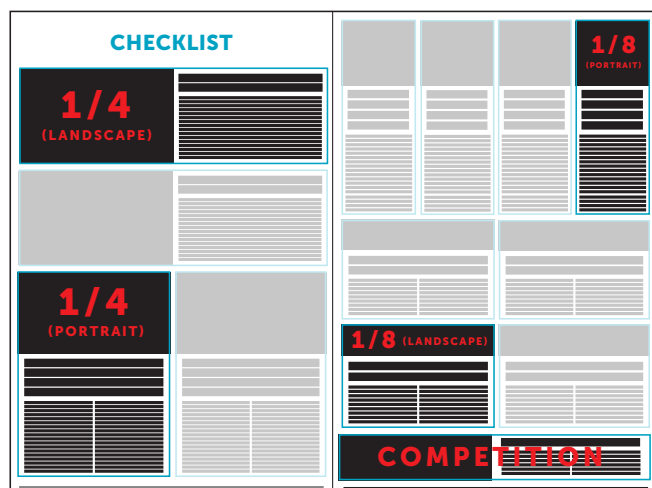 CHECKLIST
1/4
(LANDSCAPE)
1/4
(PORTRAIT)
1/8
(PORTRAIT)
1/8 (LANDSCAPE)
COMPETITION